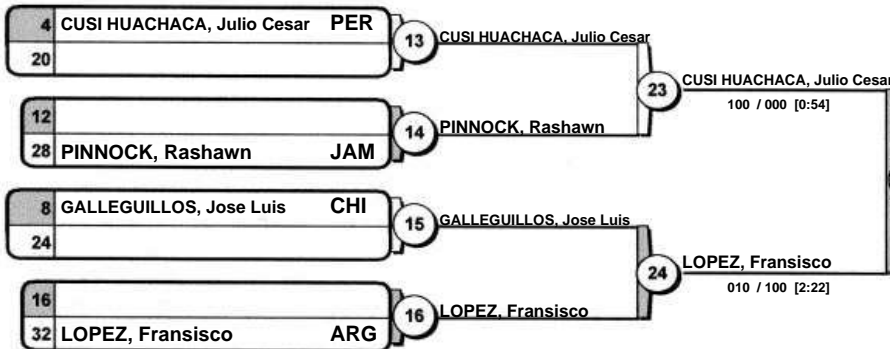 4 CUSI HUACHACA, Julio Cesar PER
20
13
CUSI HUACHACA, Julio Cesar
12
28 PINNOCK, Rashawn JAM
14
PINNOCK, Rashawn
23
CUSI HUACHACA, Julio Cesar
100 / 000 [0:54]
8 GALLEGUILLOS, Jose Luis CHI
24
15
GALLEGUILLOS, Jose Luis
16
32 LOPEZ, Fransisco ARG
16
LOPEZ, Fransisco
24
LOPEZ, Fransisco
010 / 100 [2:22]